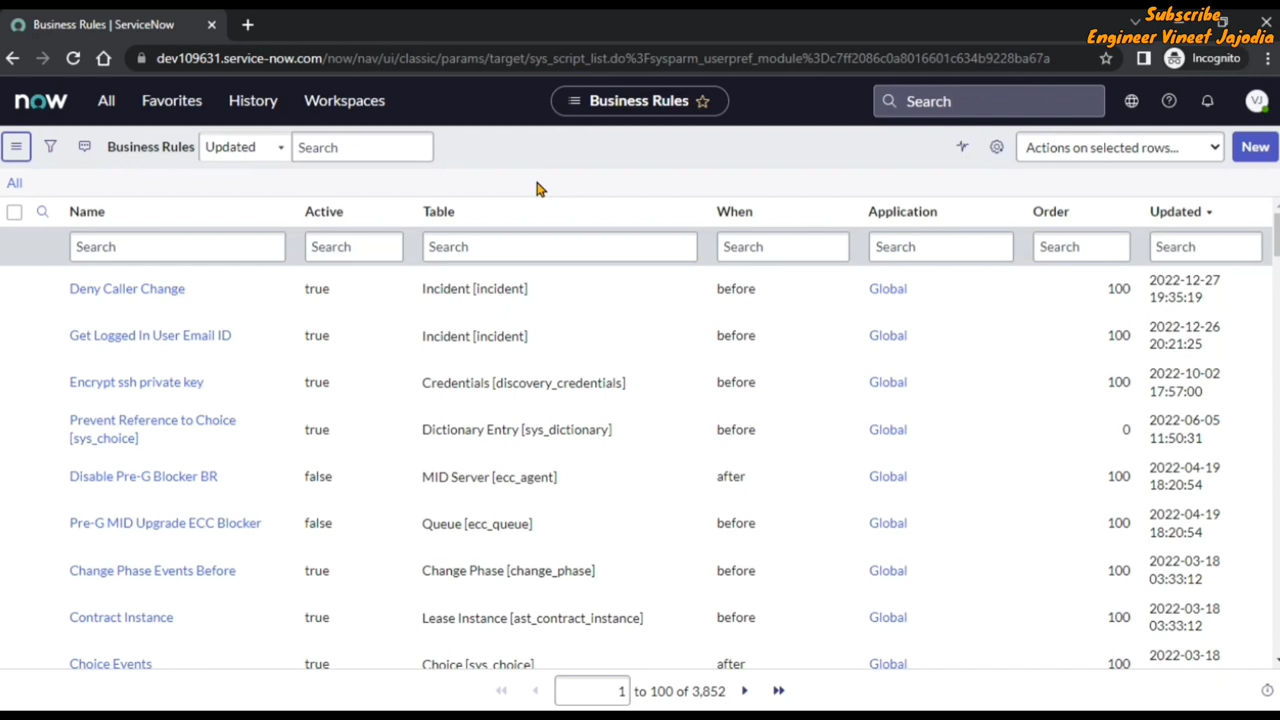 Subscribe
Engineer Vineet Jajodia
Business Rules | ServiceNow
dev109631.service-now.com/now/nav/ui/classic/params/target/sys_script_list.do%3Fsysparm_userpref_module%3Dc7ff2086c0a801601c634b9228ba67a
Incognito
now All Favorites History Workspaces Business Rules Search VJ
Business Rules Updated Search Actions on selected rows... New
All
Name Active Table When Application Order Updated
Search Search Search Search Search Search Search
Deny Caller Change true Incident [incident] before Global 100 2022-12-27
19:35:19
Get Logged In User Email ID true Incident [incident] before Global 100 2022-12-26
20:21:25
Encrypt ssh private key true Credentials [discovery_credentials] before Global 100 2022-10-02
17:57:00
Prevent Reference to Choice
[sys_choice] true Dictionary Entry [sys_dictionary] before Global 0 2022-06-05
11:50:31
Disable Pre-G Blocker BR false MID Server [ecc_agent] after Global 100 2022-04-19
18:20:54
Pre-G MID Upgrade ECC Blocker false Queue [ecc_queue] before Global 100 2022-04-19
18:20:54
Change Phase Events Before true Change Phase [change_phase] before Global 100 2022-03-18
03:33:12
Contract Instance true Lease Instance [ast_contract_instance] before Global 100 2022-03-18
03:33:12
Choice Events true Choice [sys_choice] after Global 100 2022-03-18
1 to 100 of 3,852